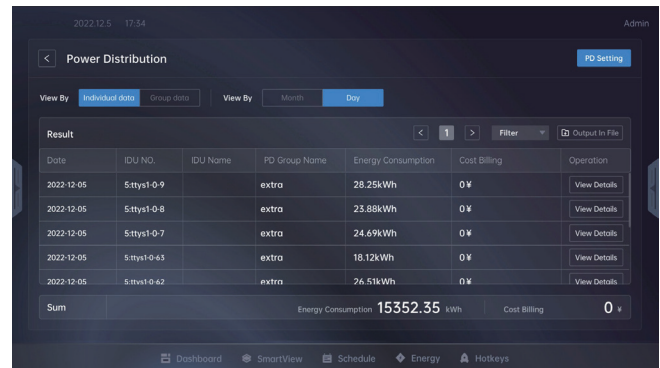 2022.12.5 17:34 Admin
< Power Distribution PD Setting
View By Individual data Group data View By Month Day
Result < 1 > Filter Output In File
Date IDU NO. IDU Name PD Group Name Energy Consumption Cost Billing Operation
2022-12-05 5:ttys1-0-9 extra 28.25kWh 0¥ View Details
2022-12-05 5:ttys1-0-8 extra 23.88kWh 0¥ View Details
2022-12-05 5:ttys1-0-7 extra 24.69kWh 0¥ View Details
2022-12-05 5:ttys1-0-63 extra 18.12kWh 0¥ View Details
2022-12-05 5:ttys1-0-62 extra 26.51kWh 0¥ View Details
Sum Energy Consumption 15352.35 kWh Cost Billing 0 ¥
Dashboard SmartView Schedule Energy Hotkeys